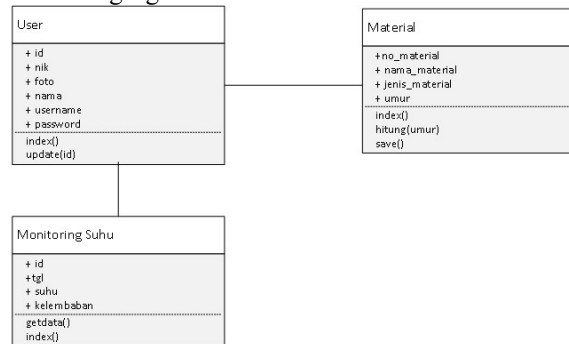 User
+ id
+ nik
+ foto
+ nama
+ username
+ password
index()
update(id)
Material
+no_material
+ nama_material
+ jenis_material
+ umur
index()
hitung(umur)
save()
Monitoring Suhu
+ id
+tgl
+ suhu
+ kelembaban
getdata()
index()